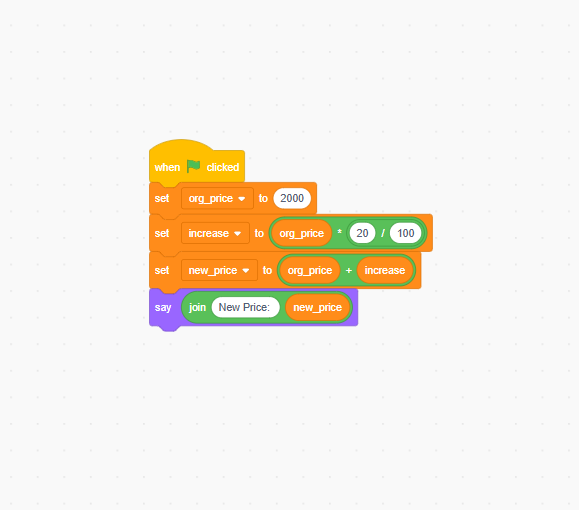 when clicked
set org_price to 2000
set increase to org_price * 20 / 100
set new_price to org_price + increase
say join New Price: new_price